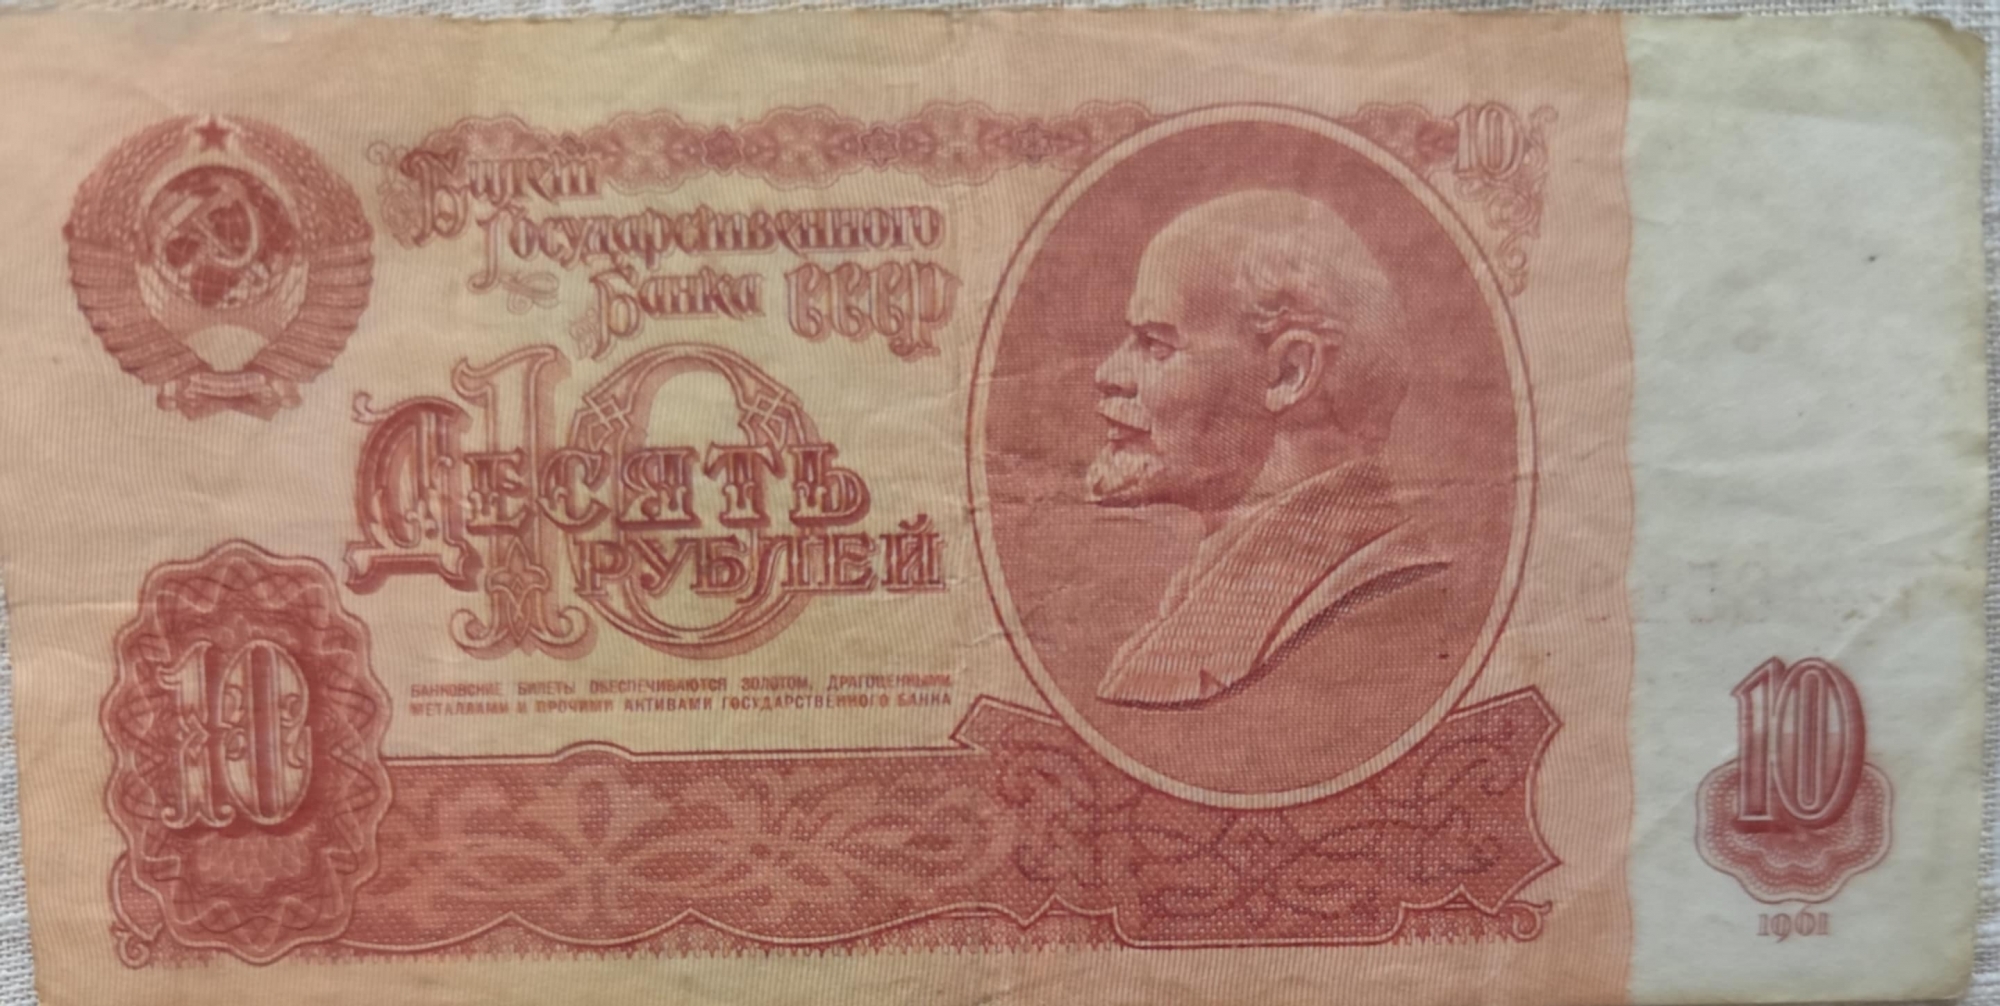 10
Билет
Государственного
Банка СССР
10
Десять
рублей
БАНКОВСКИЕ БИЛЕТЫ ОБЕСПЕЧИВАЮТСЯ ЗОЛОТОМ, ДРАГОЦЕННЫМИ
МЕТАЛЛАМИ И ПРОЧИМИ АКТИВАМИ ГОСУДАРСТВЕННОГО БАНКА
10
10
1961